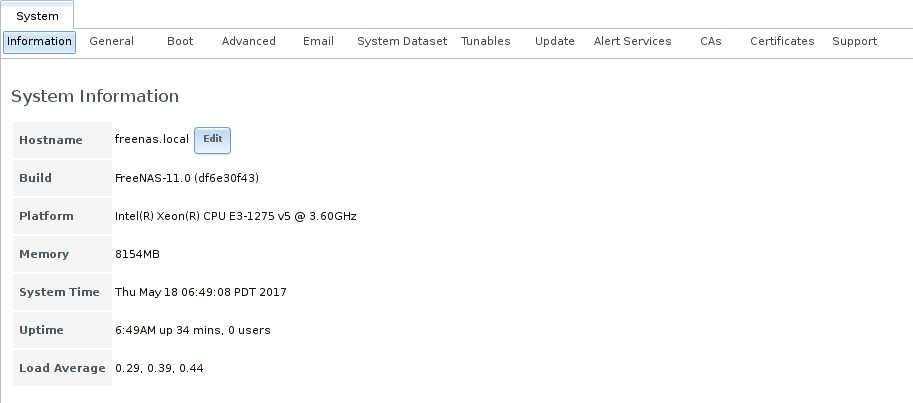 System
Information General Boot Advanced Email System Dataset Tunables Update Alert Services CAs Certificates Support
System Information
Hostname freenas.local Edit
Build FreeNAS-11.0 (df6e30f43)
Platform Intel(R) Xeon(R) CPU E3-1275 v5 @ 3.60GHz
Memory 8154MB
System Time Thu May 18 06:49:08 PDT 2017
Uptime 6:49AM up 34 mins, 0 users
Load Average 0.29, 0.39, 0.44